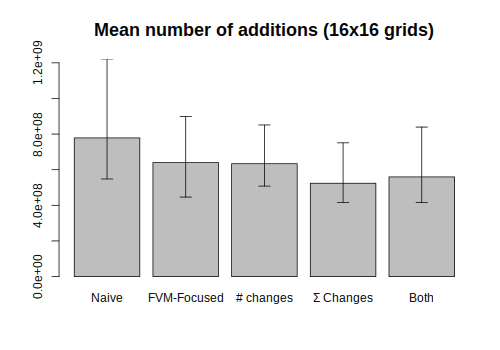 Mean number of additions (16x16 grids)
1.2e+09
8.0e+08
4.0e+08
0.0e+00
Naive FVM-Focused # changes Σ Changes Both